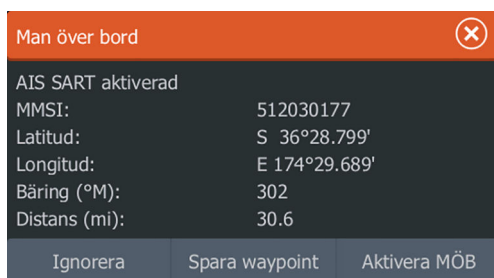 Man över bord
AIS SART aktiverad
MMSI: 512030177
Latitud: S 36°28.799'
Longitud: E 174°29.689'
Bäring (°M): 302
Distans (mi): 30.6
Ignorera Spara waypoint Aktivera MÖB